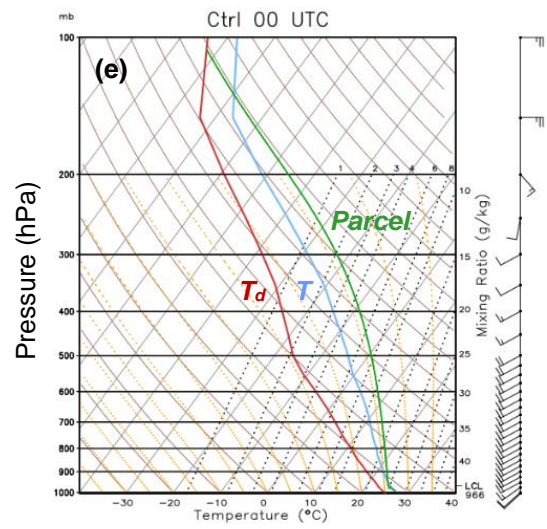 Ctrl 00 UTC
mb
(e)
100
200
300
400
500
600
700
800
900
1000
Pressure (hPa)
1 2 3 4 6 8
Parcel
Td T
10
15
20
25
30
35
40
Mixing Ratio (g/kg)
LCL
966
-30 -20 -10 0 10 20 30 40
Temperature (°C)